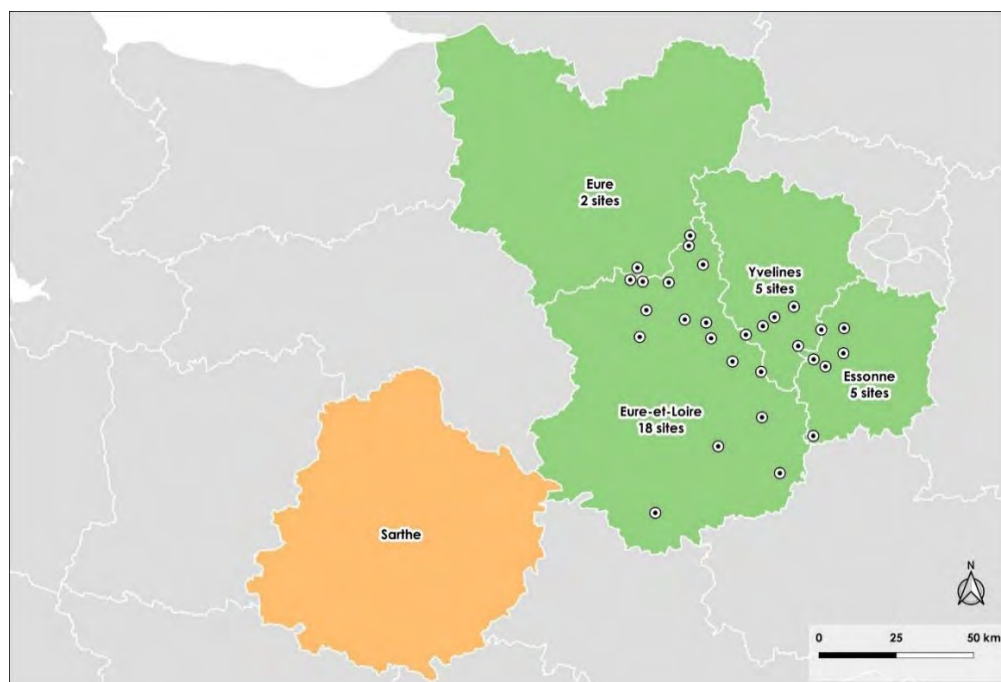 Eure
2 sites
Yvelines
5 sites
Essonne
5 sites
Eure-et-Loire
18 sites
Sarthe
N
0 25 50 km